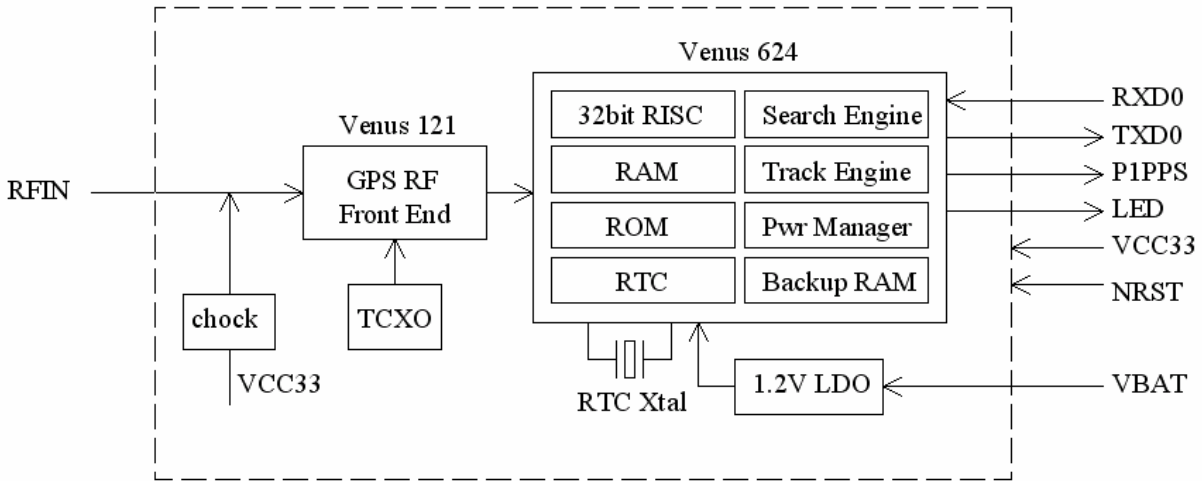 Venus 624
Venus 121
RFIN
GPS RF
Front End
chock
VCC33
TCXO
32bit RISC
Search Engine
RAM
Track Engine
ROM
Pwr Manager
RTC
Backup RAM
RTC Xtal
1.2V LDO
RXD0
TXD0
P1PPS
LED
VCC33
NRST
VBAT